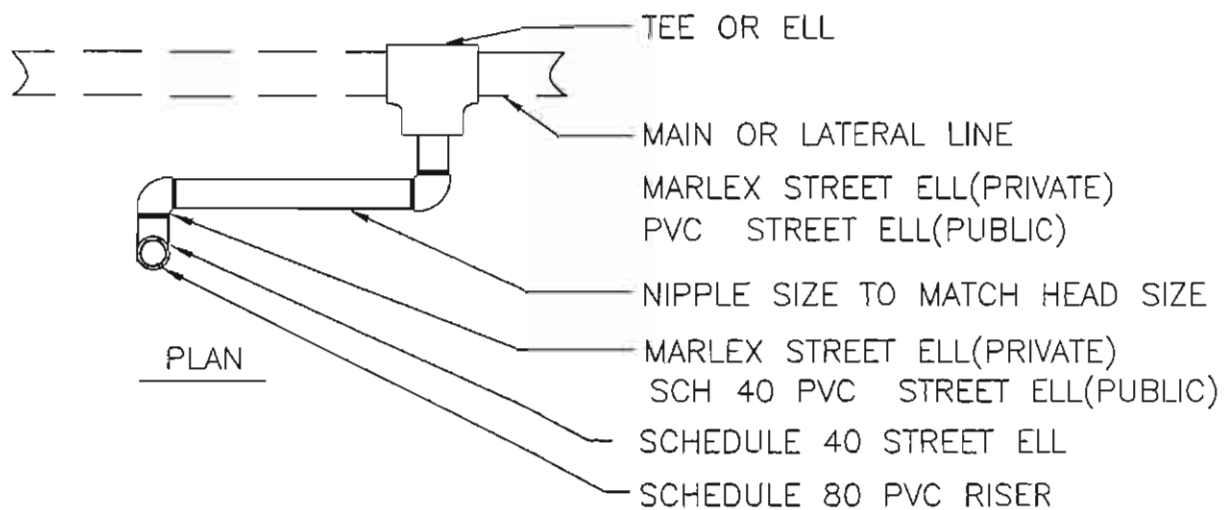 TEE OR ELL
MAIN OR LATERAL LINE
MARLEX STREET ELL(PRIVATE)
PVC STREET ELL(PUBLIC)
NIPPLE SIZE TO MATCH HEAD SIZE
MARLEX STREET ELL(PRIVATE)
SCH 40 PVC STREET ELL(PUBLIC)
SCHEDULE 40 STREET ELL
SCHEDULE 80 PVC RISER
PLAN